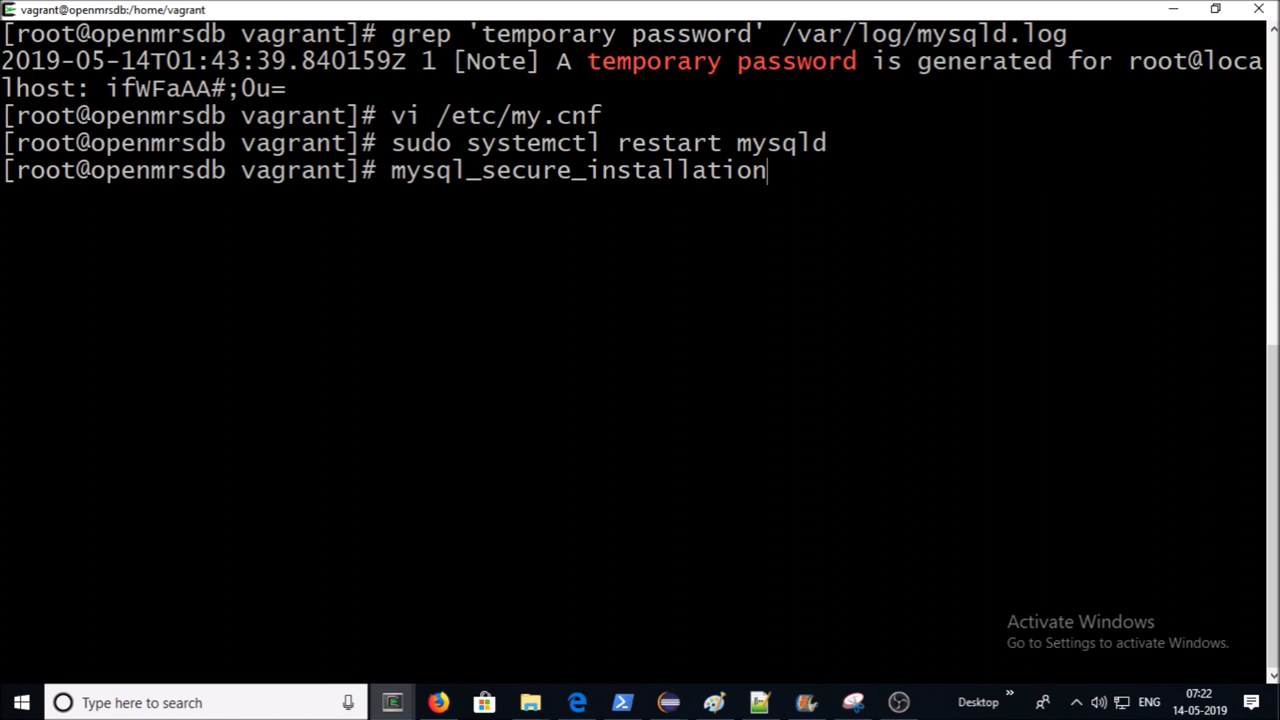 vagrant@openmrsdb:/home/vagrant
[root@openmrsdb vagrant]# grep 'temporary password' /var/log/mysqld.log
2019-05-14T01:43:39.840159Z 1 [Note] A temporary password is generated for root@loca
lhost: ifWFaAA#;0u=
[root@openmrsdb vagrant]# vi /etc/my.cnf
[root@openmrsdb vagrant]# sudo systemctl restart mysqld
[root@openmrsdb vagrant]# mysql_secure_installation
Activate Windows
Go to Settings to activate Windows.
Type here to search
Desktop
ENG
07:22
14-05-2019